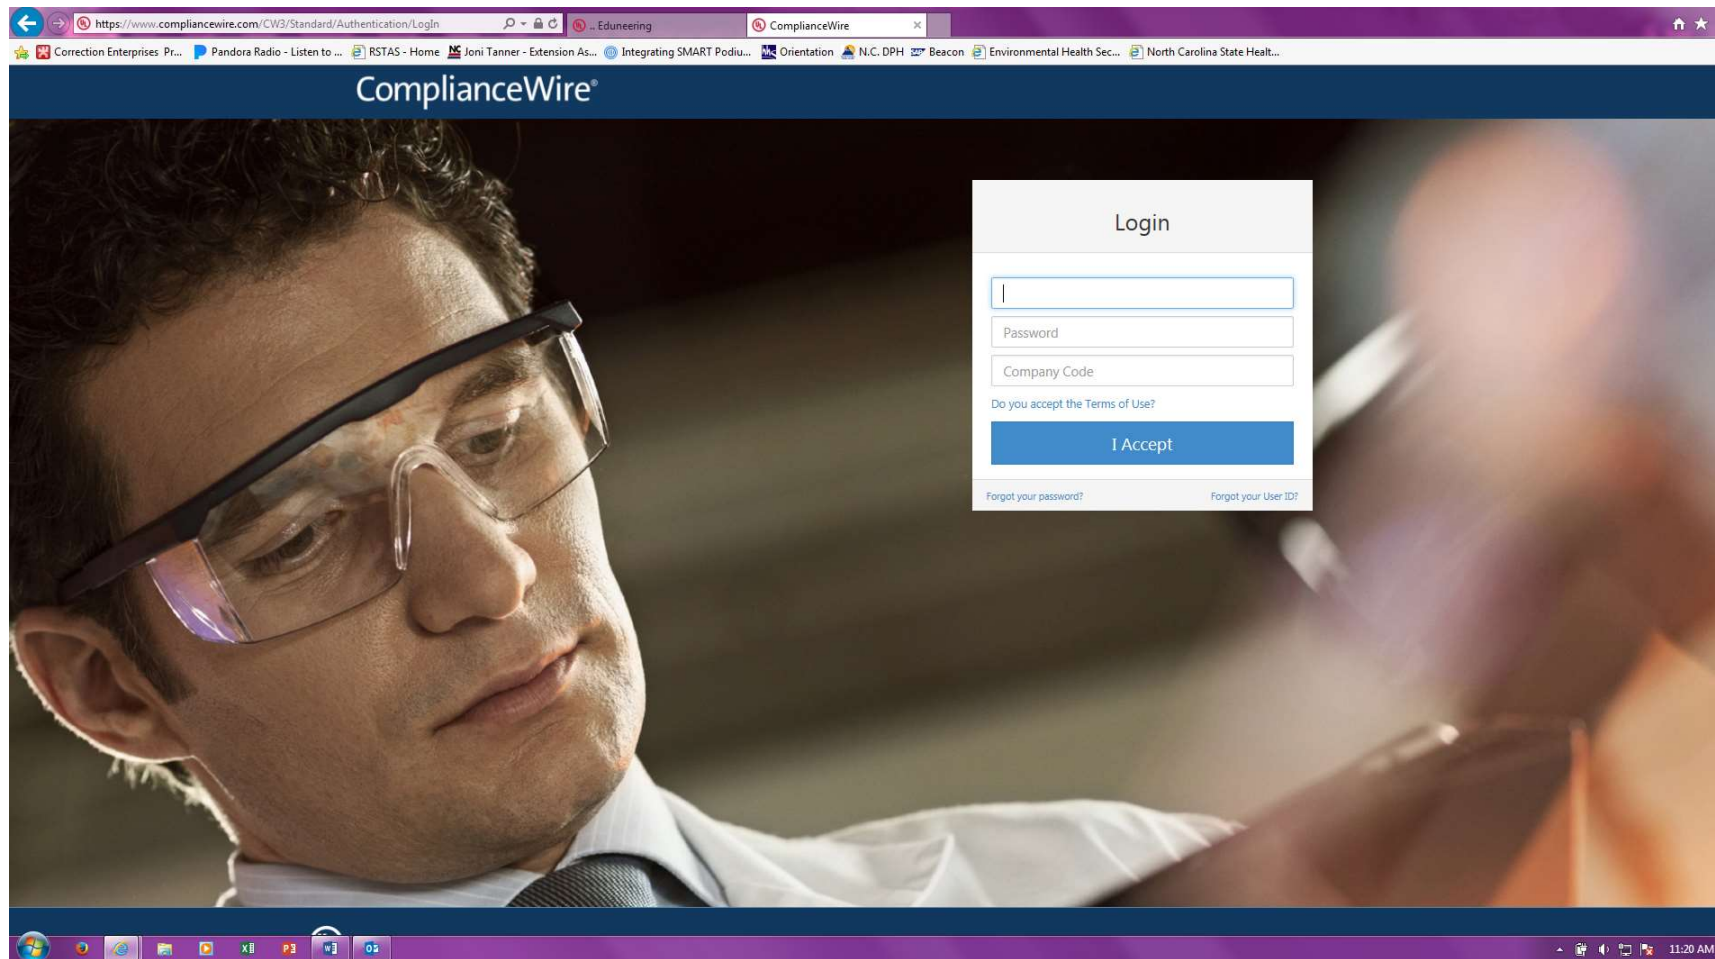 https://www.compliancewire.com/CW3/Standard/Authentication/LogIn
.. Eduneering
ComplianceWire
Correction Enterprises Pr...
Pandora Radio - Listen to ...
RSTAS - Home
Joni Tanner - Extension As...
Integrating SMART Podiu...
Orientation
N.C. DPH
Beacon
Environmental Health Sec...
North Carolina State Healt...
ComplianceWire®
Login
Password
Company Code
Do you accept the Terms of Use?
I Accept
Forgot your password?
Forgot your User ID?
11:20 AM